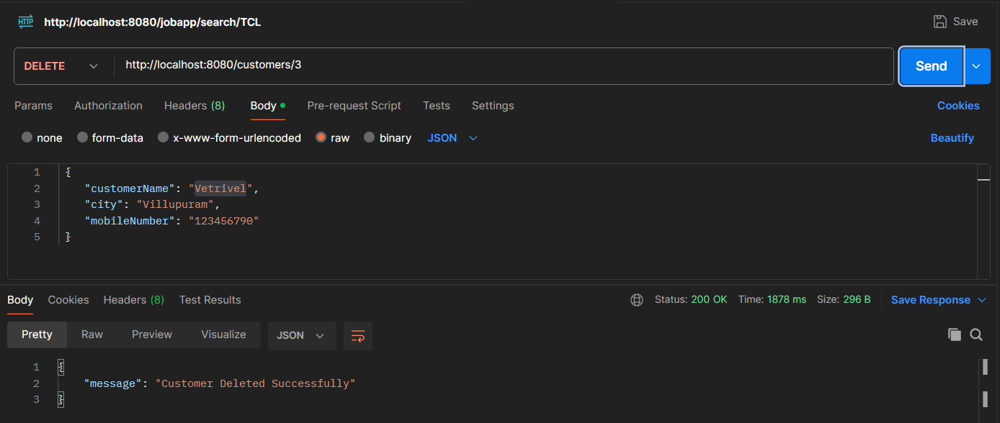 HTTP http://localhost:8080/jobapp/search/TCL Save
DELETE http://localhost:8080/customers/3 Send
Params Authorization Headers (8) Body Pre-request Script Tests Settings Cookies
none form-data x-www-form-urlencoded raw binary JSON Beautify
1 {
2 "customerName": "Vetrivel",
3 "city": "Villupuram",
4 "mobileNumber": "123456790"
5 }
Body Cookies Headers (8) Test Results Status: 200 OK Time: 1878 ms Size: 296 B Save Response
Pretty Raw Preview Visualize JSON
1 {
2 "message": "Customer Deleted Successfully"
3 }